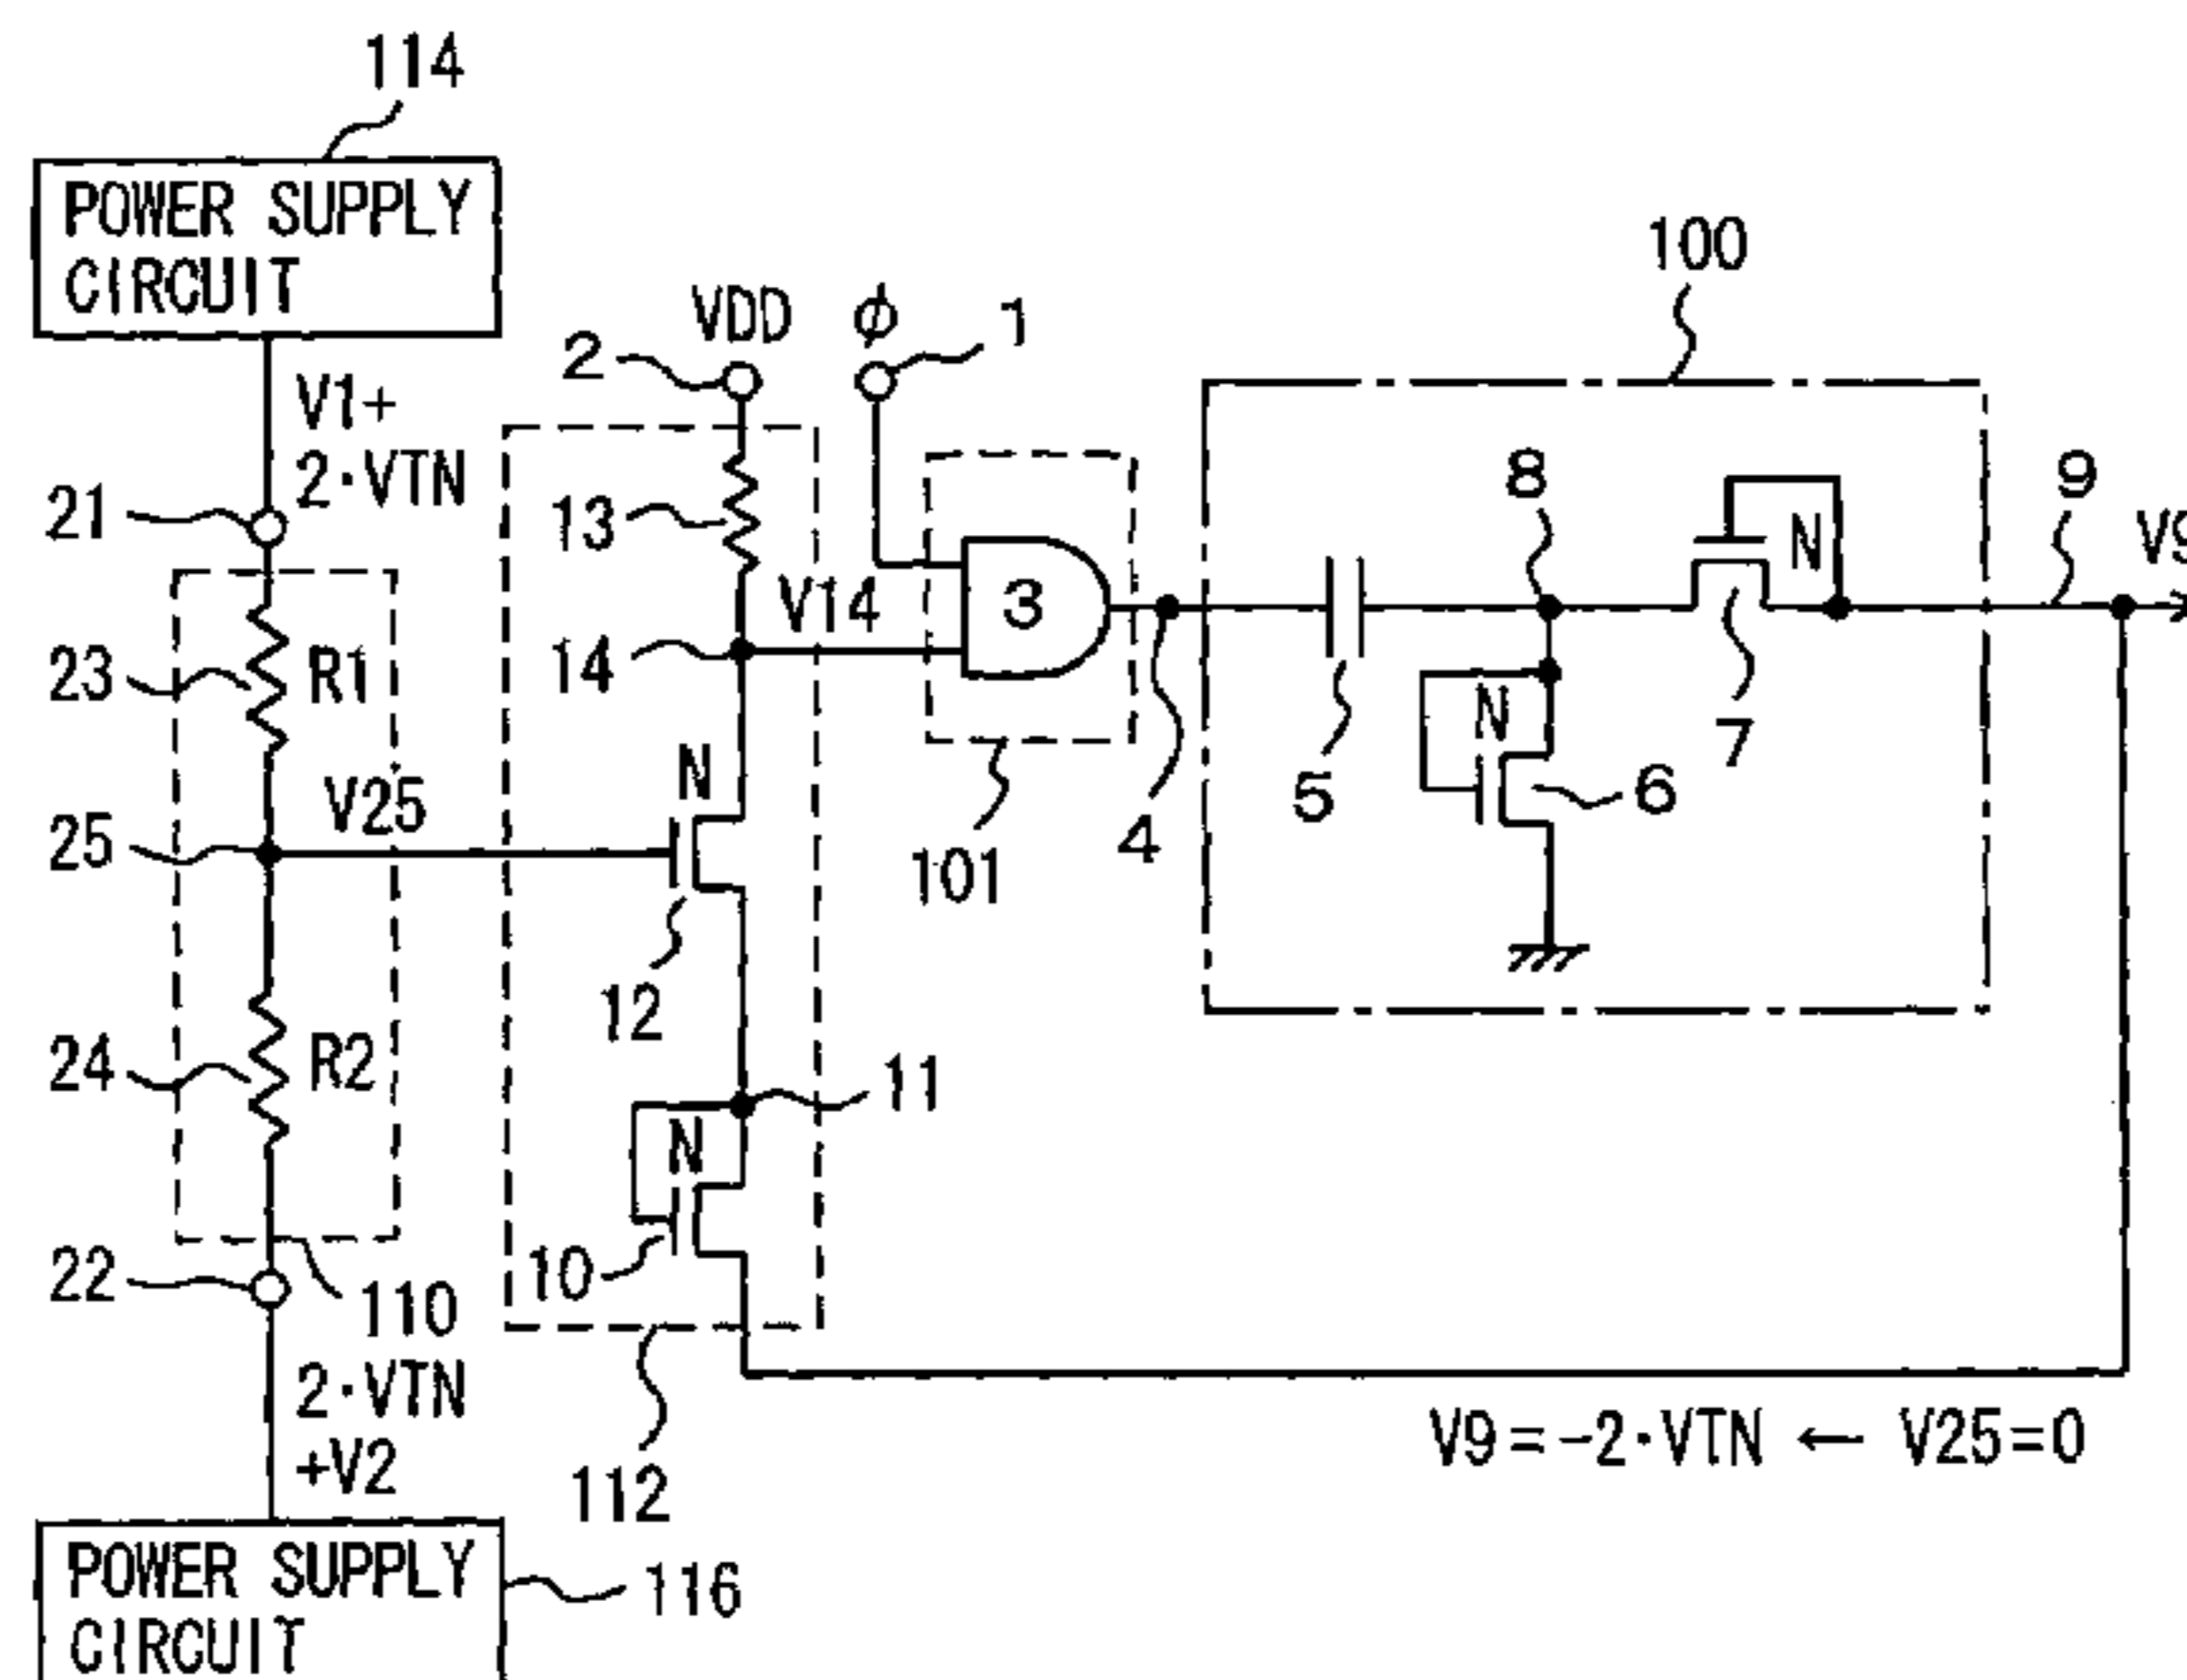 114
POWER SUPPLY
CIRCUIT
V1+
2·VTN
21
23
R1
25
V25
24
R2
22
110
2·VTN
+V2
POWER SUPPLY
CIRCUIT
116
2
VDD
ϕ
1
13
14
V14
N
12
11
N
10
112
3
101
4
100
8
5
N
6
N
7
9
V9
V9=-2·VTN ← V25=0